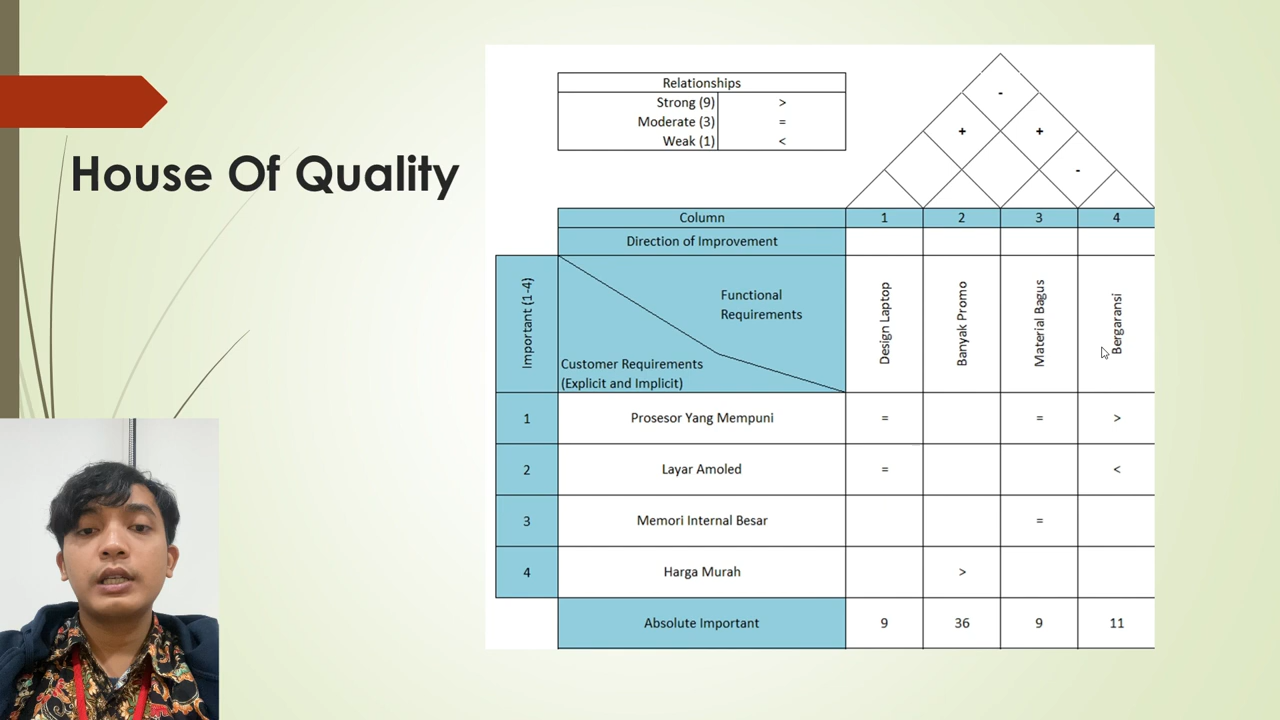 House Of Quality
Relationships
Strong (9) >
Moderate (3) =
Weak (1) <
-
+ +
-
Column 1 2 3 4
Direction of Improvement
Important (1-4)
Functional
Requirements
Customer Requirements
(Explicit and Implicit)
Design Laptop
Banyak Promo
Material Bagus
Bergaransi
1 Prosesor Yang Mempuni = = >
2 Layar Amoled = <
3 Memori Internal Besar =
4 Harga Murah >
Absolute Important 9 36 9 11